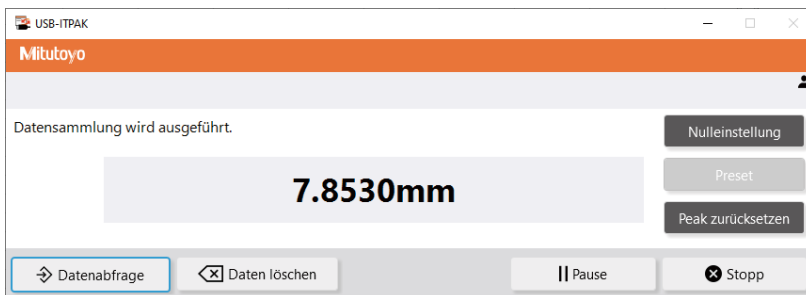 USB-ITPAK
Mitutoyo
Datensammlung wird ausgeführt.
Nulleinstellung
7.8530mm
Preset
Peak zurücksetzen
Datenabfrage
Daten löschen
Pause
Stopp